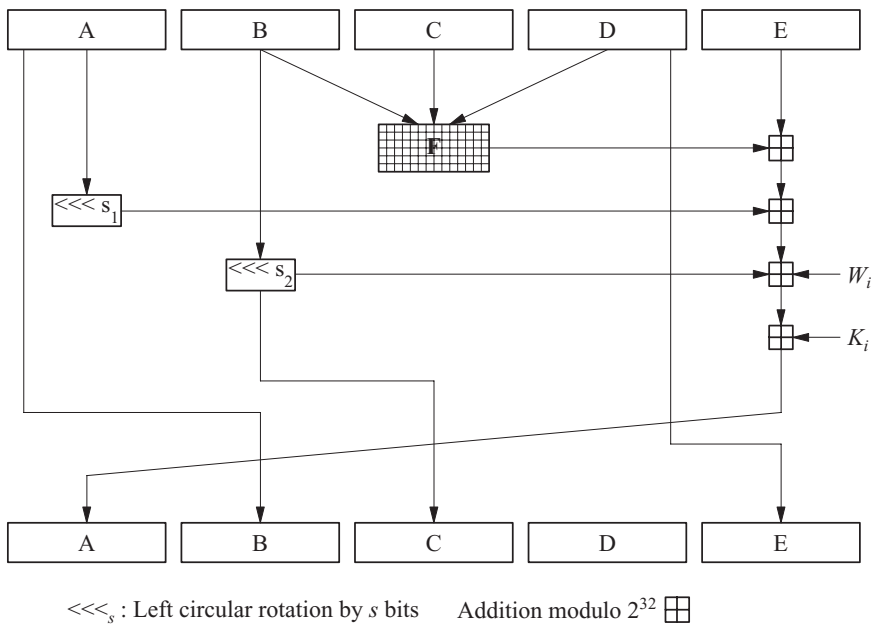 A B C D E
F
<<< s₁
<<< s₂
Wᵢ
Kᵢ
A B C D E
<<<ₛ : Left circular rotation by s bits Addition modulo 2³²